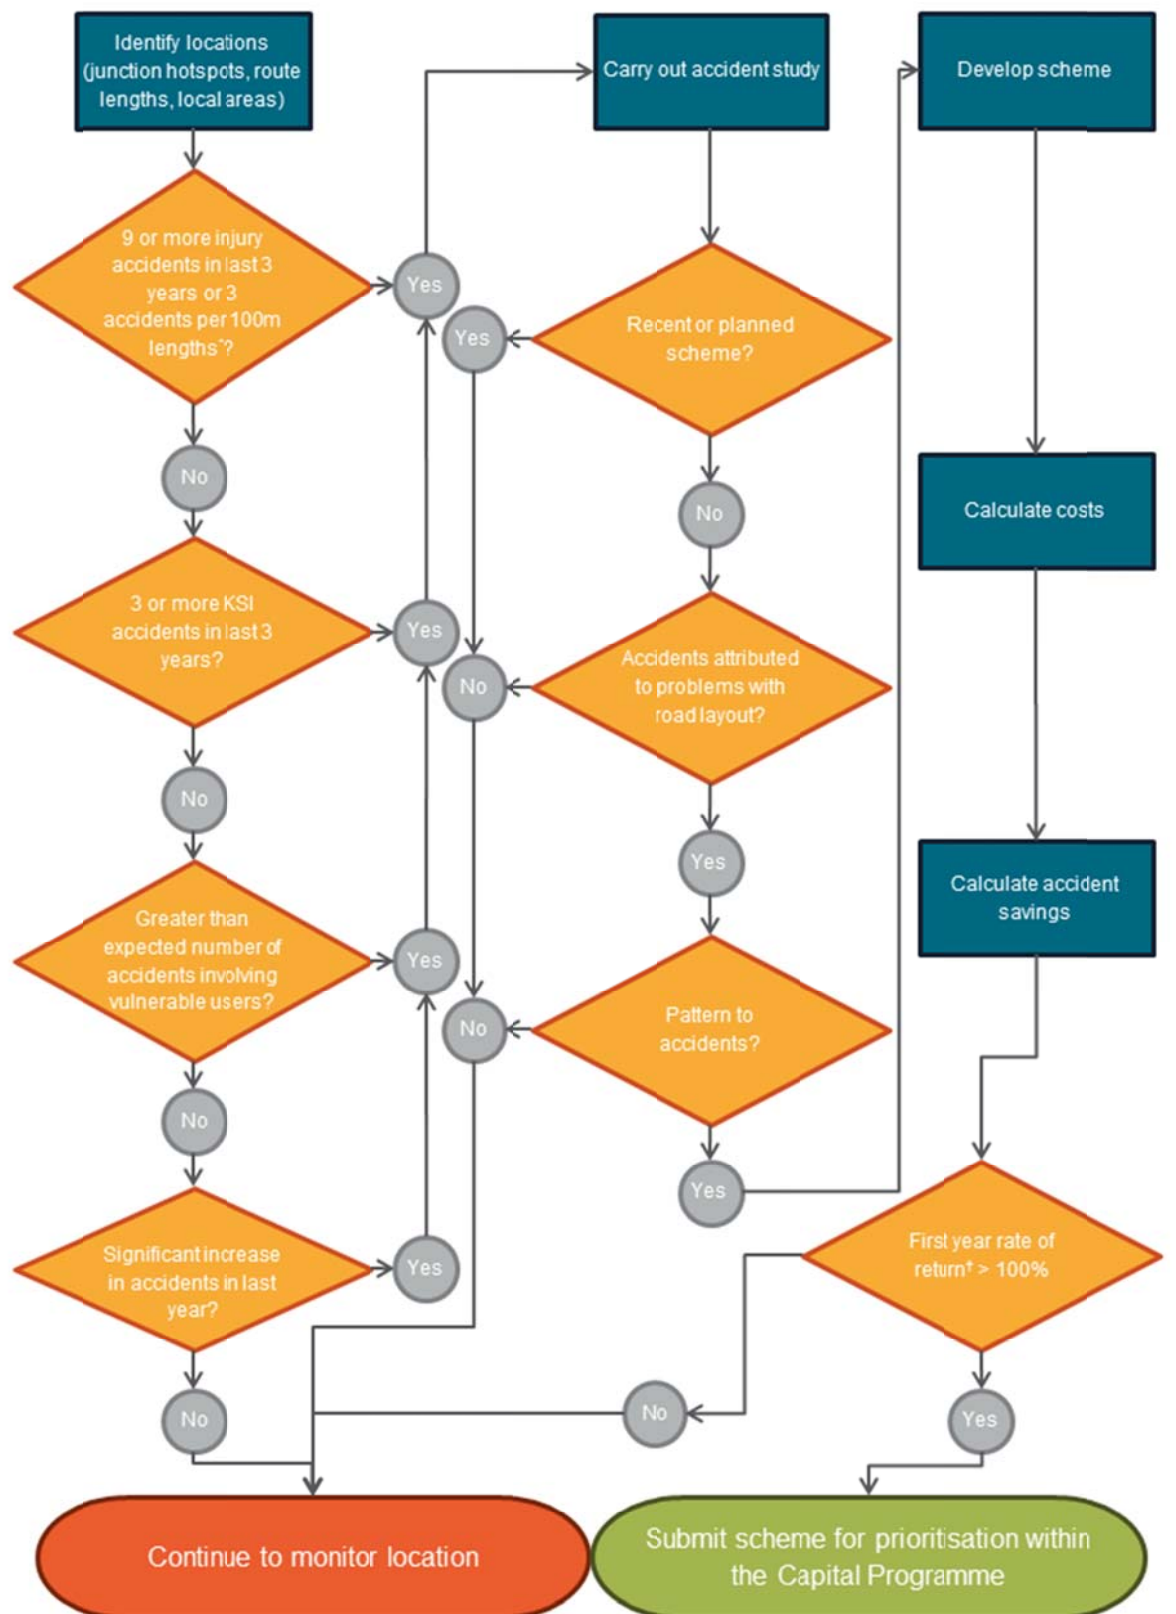 Identify locations
(junction hotspots, route
lengths, local areas)
9 or more injury
accidents in last 3
years or 3
accidents per 100m
lengths*?
Yes
No
3 or more KSI
accidents in last 3
years?
Yes
No
Greater than
expected number of
accidents involving
vulnerable users?
Yes
No
Significant increase
in accidents in last
year?
Yes
No
Carry out accident study
Recent or planned
scheme?
Yes
No
Accidents attributed
to problems with
road layout?
No
Yes
Pattern to
accidents?
No
Yes
Develop scheme
Calculate costs
Calculate accident
savings
First year rate of
return† > 100%
No
Yes
Continue to monitor location
Submit scheme for prioritisation within
the Capital Programme